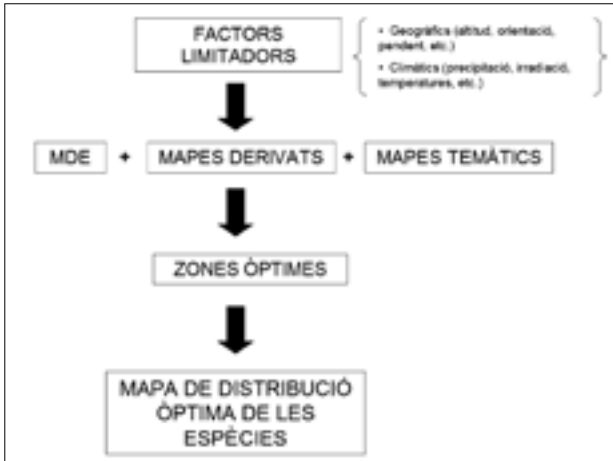 FACTORS
LIMITADORS
• Geogràfics (altitud, orientació,
pendent, etc.)
• Climàtics (precipitació, irradiació,
temperatures, etc.)
MDE + MAPES DERIVATS + MAPES TEMÀTICS
ZONES ÒPTIMES
MAPA DE DISTRIBUCIÓ
ÒPTIMA DE LES
ESPÈCIES